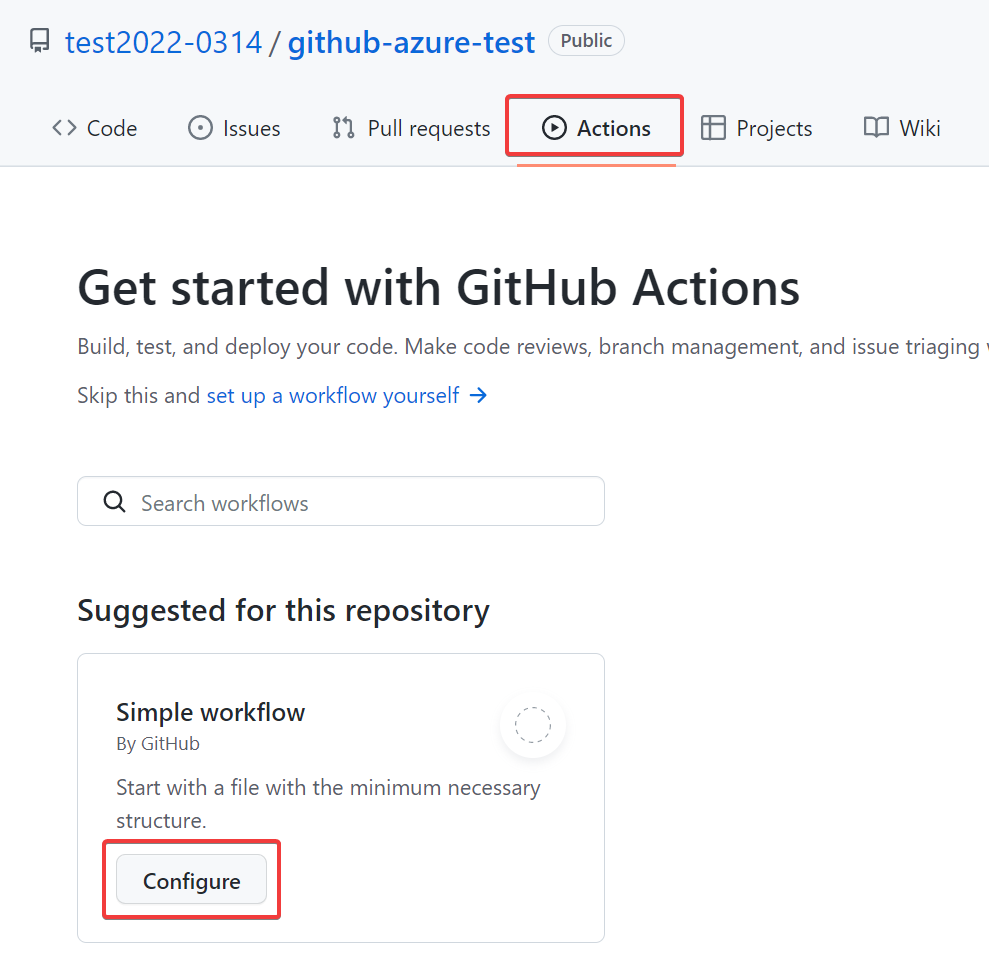 test2022-0314 / github-azure-test Public
Code Issues Pull requests Actions Projects Wiki
Get started with GitHub Actions
Build, test, and deploy your code. Make code reviews, branch management, and issue triaging
Skip this and set up a workflow yourself →
Search workflows
Suggested for this repository
Simple workflow
By GitHub
Start with a file with the minimum necessary
structure.
Configure